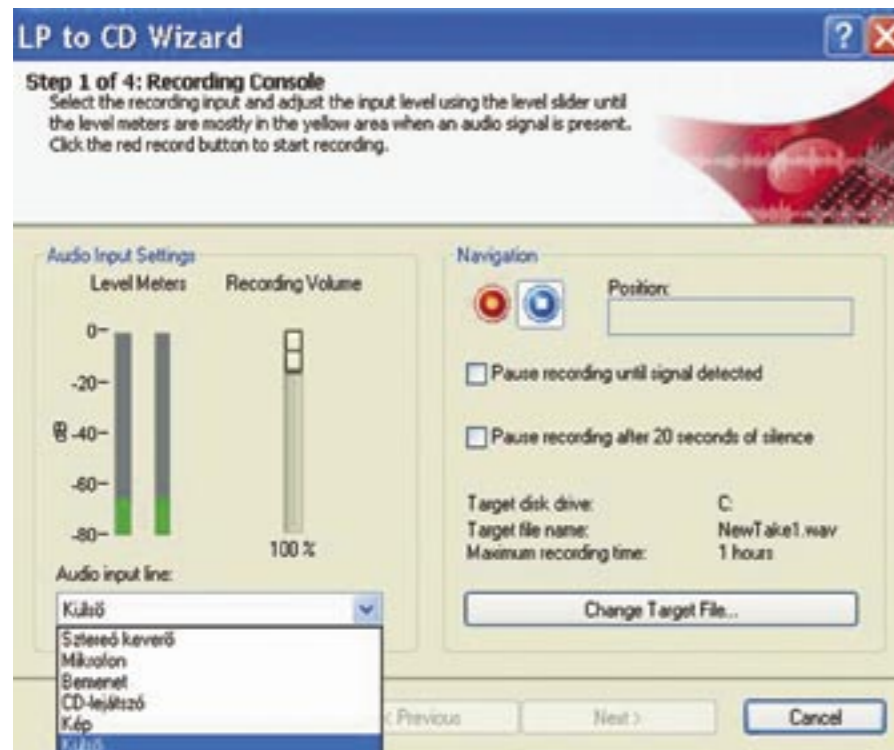 LP to CD Wizard
?
Step 1 of 4: Recording Console
Select the recording input and adjust the input level using the level slider until
the level meters are mostly in the yellow area when an audio signal is present.
Click the red record button to start recording.
Audio Input Settings
Level Meters
Recording Volume
0
-20
dB
-40
-60
-80
100 %
Audio input line:
Külső
Sztereó keverő
Mikrofon
Bemenet
CD-lejátszó
Kép
Külső
Navigation
Position:
Pause recording until signal detected
Pause recording after 20 seconds of silence
Target disk drive: C:
Target file name: NewTake1.wav
Maximum recording time: 1 hours
Change Target File...
< Previous
Next >
Cancel